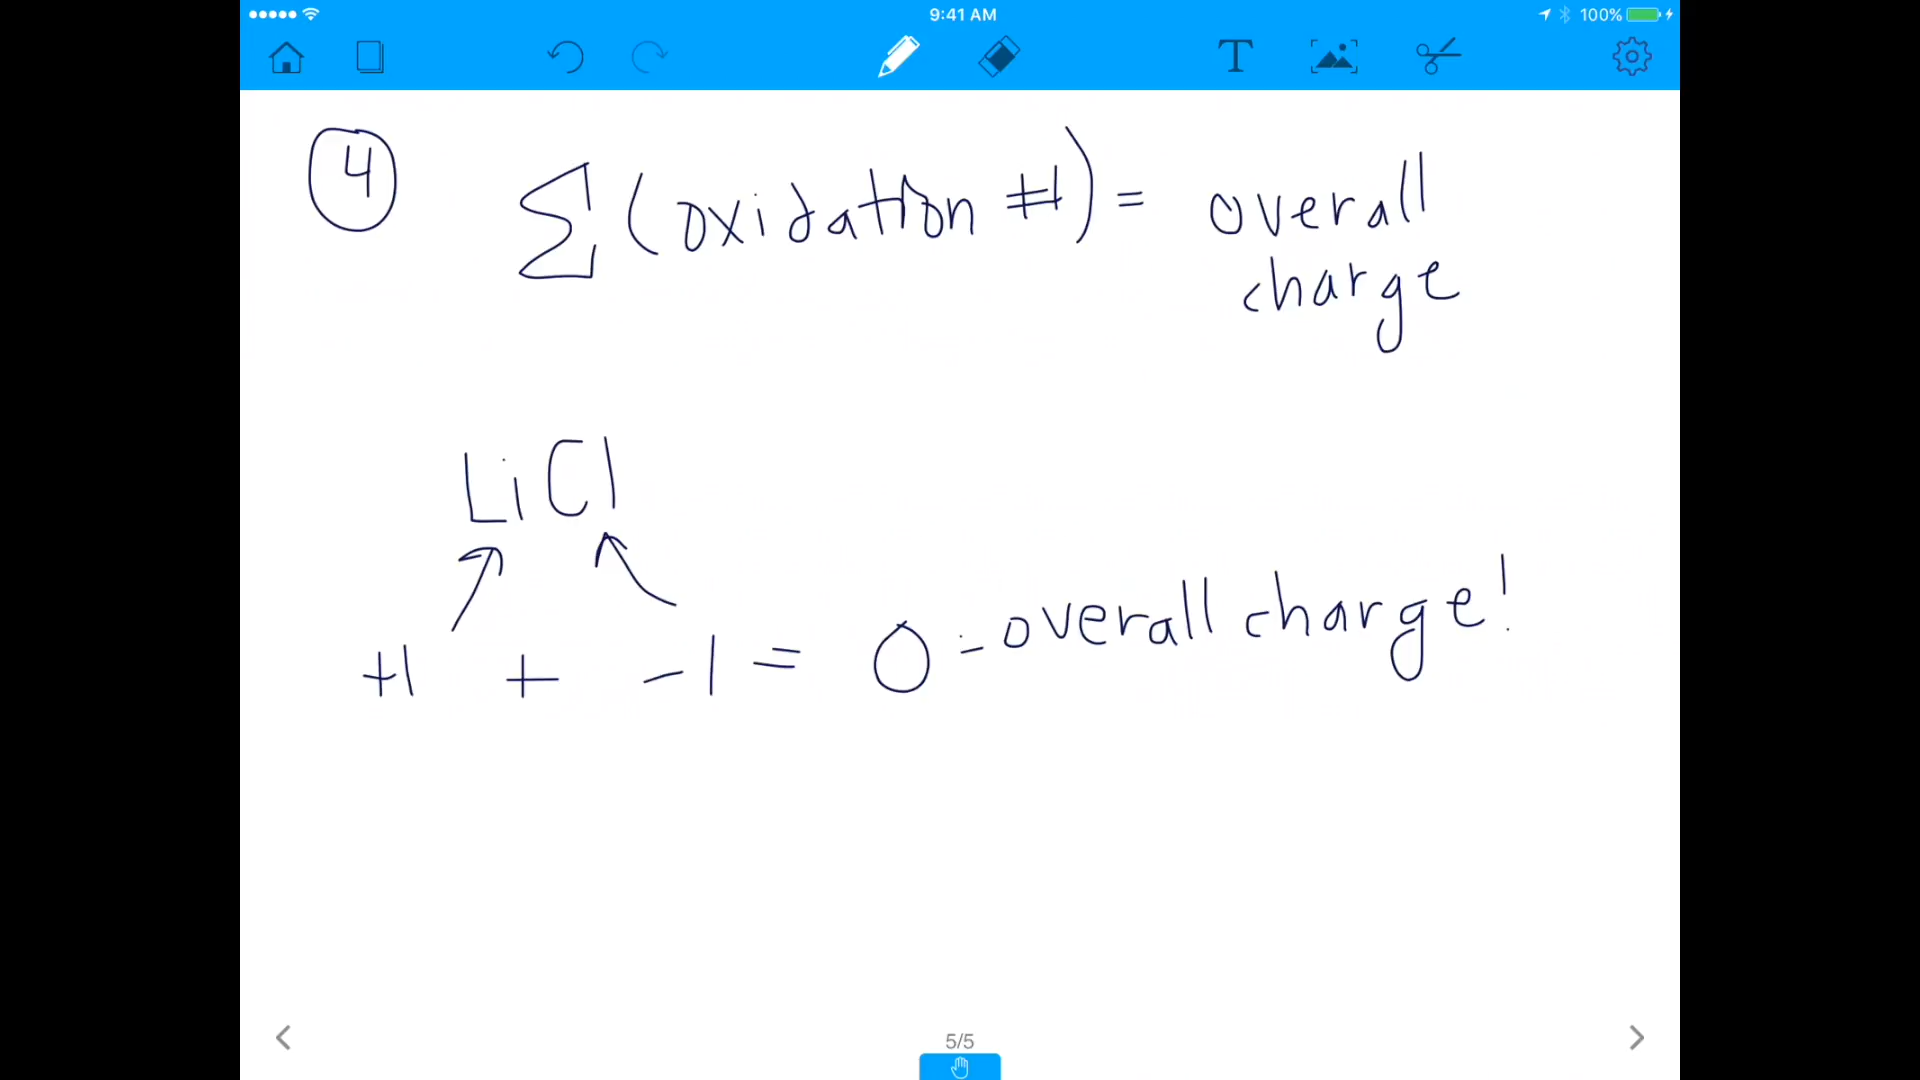 9:41 AM
100%
T
4
Σ(oxidation #) = overall
charge
LiCl
+1 + -1 = 0 = overall charge!
5/5